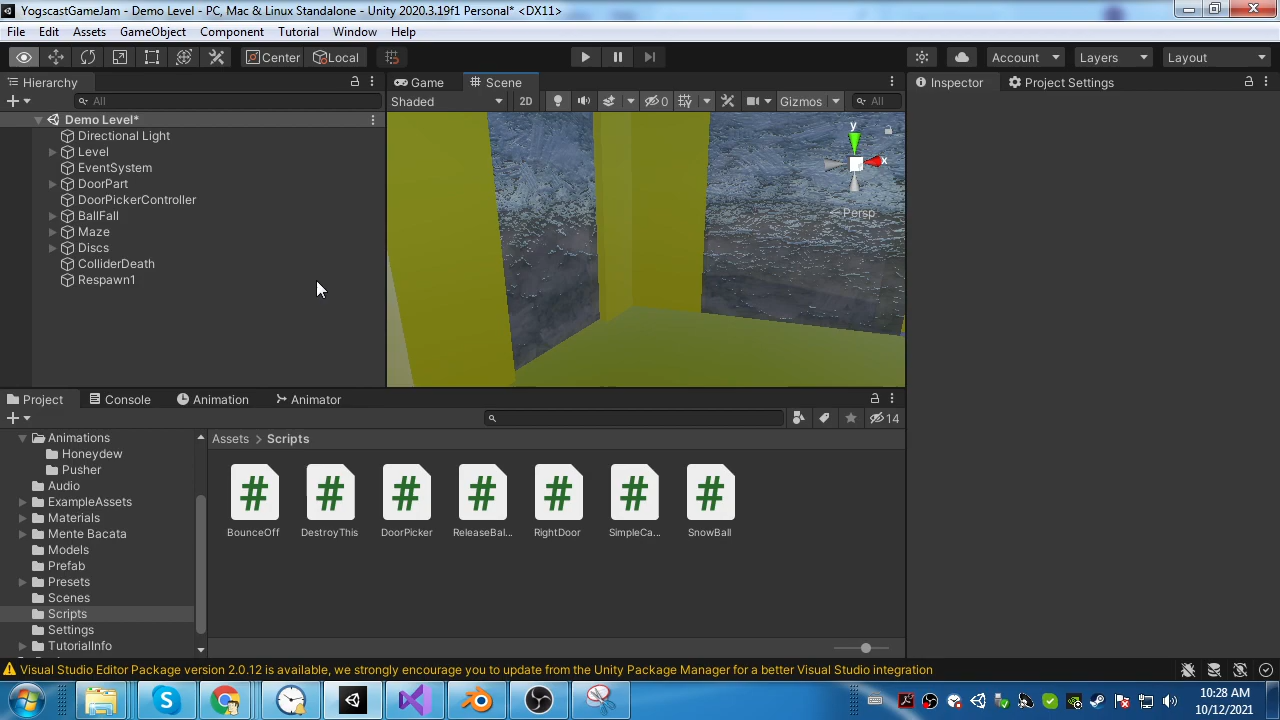 YogscastGameJam - Demo Level - PC, Mac & Linux Standalone - Unity 2020.3.19f1 Personal* <DX11>
File Edit Assets GameObject Component Tutorial Window Help
Center Local Account Layers Layout
Hierarchy Game Scene Inspector Project Settings
All Shaded 2D 0 Gizmos All
Demo Level*
Directional Light
Level
EventSystem
DoorPart
DoorPickerController
BallFall
Maze
Discs
ColliderDeath
Respawn1
y
x
Persp
Project Console Animation Animator
14
Animations
Honeydew
Pusher
Audio
ExampleAssets
Materials
Mente Bacata
Models
Prefab
Presets
Scenes
Scripts
Settings
TutorialInfo
Assets > Scripts
# # # # # # #
BounceOff DestroyThis DoorPicker ReleaseBal... RightDoor SimpleCa... SnowBall
Visual Studio Editor Package version 2.0.12 is available, we strongly encourage you to update from the Unity Package Manager for a better Visual Studio integration
10:28 AM
10/12/2021